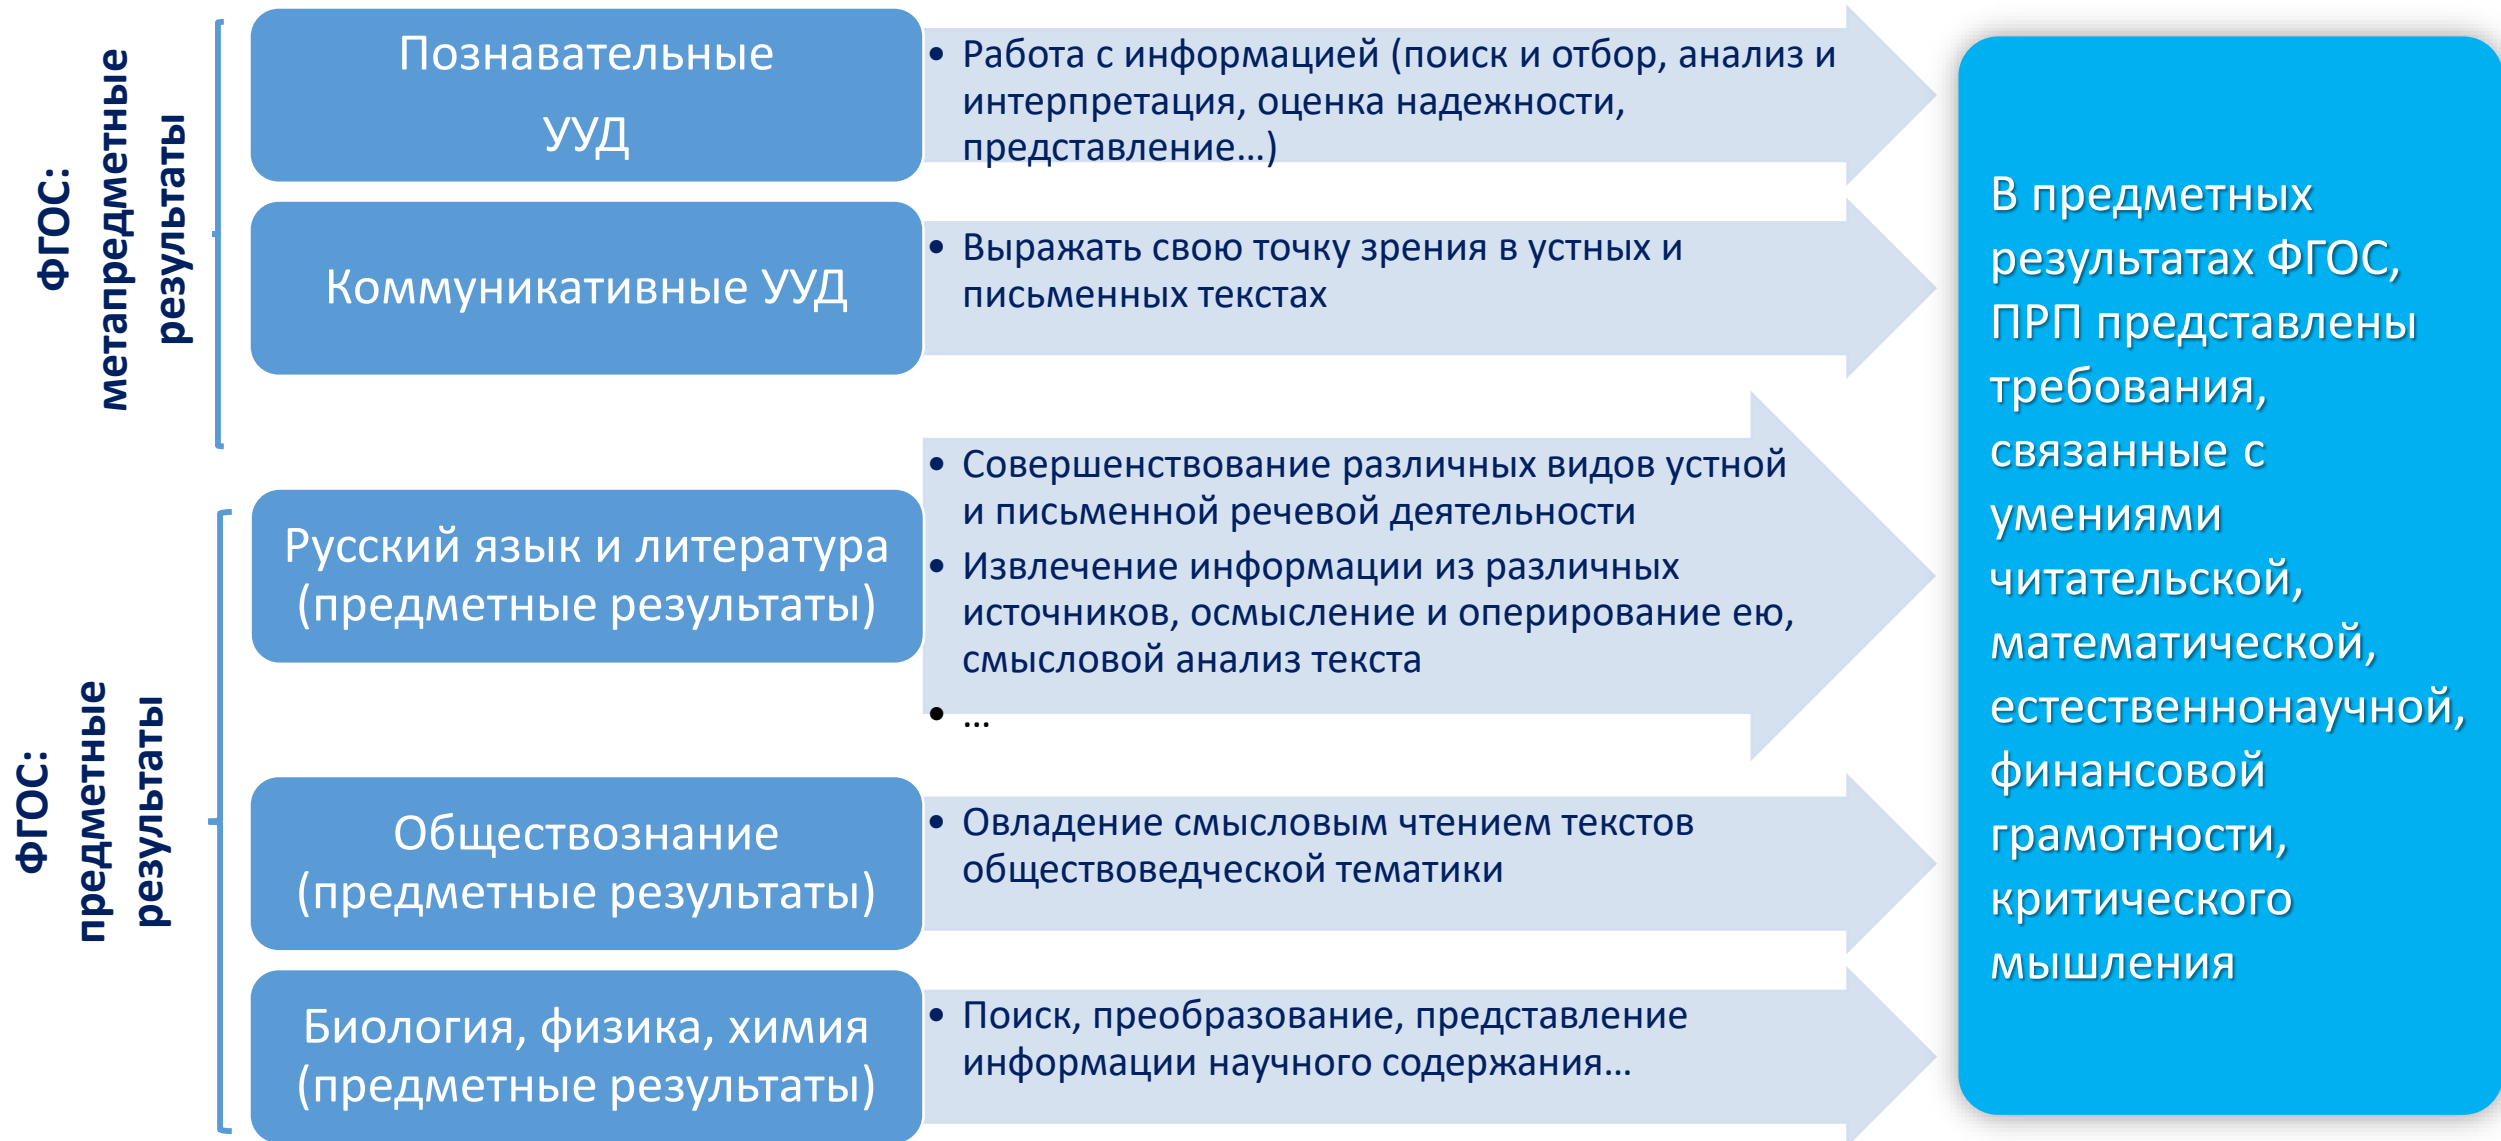 ФГОС:
метапредметные
результаты
Познавательные
УУД
• Работа с информацией (поиск и отбор, анализ и
интерпретация, оценка надежности,
представление…)
Коммуникативные УУД
• Выражать свою точку зрения в устных и
письменных текстах
ФГОС:
предметные
результаты
Русский язык и литература
(предметные результаты)
• Совершенствование различных видов устной
и письменной речевой деятельности
• Извлечение информации из различных
источников, осмысление и оперирование ею,
смысловой анализ текста
• …
Обществознание
(предметные результаты)
• Овладение смысловым чтением текстов
обществоведческой тематики
Биология, физика, химия
(предметные результаты)
• Поиск, преобразование, представление
информации научного содержания…
В предметных
результатах ФГОС,
ПРП представлены
требования,
связанные с
умениями
читательской,
математической,
естественнонаучной,
финансовой
грамотности,
критического
мышления